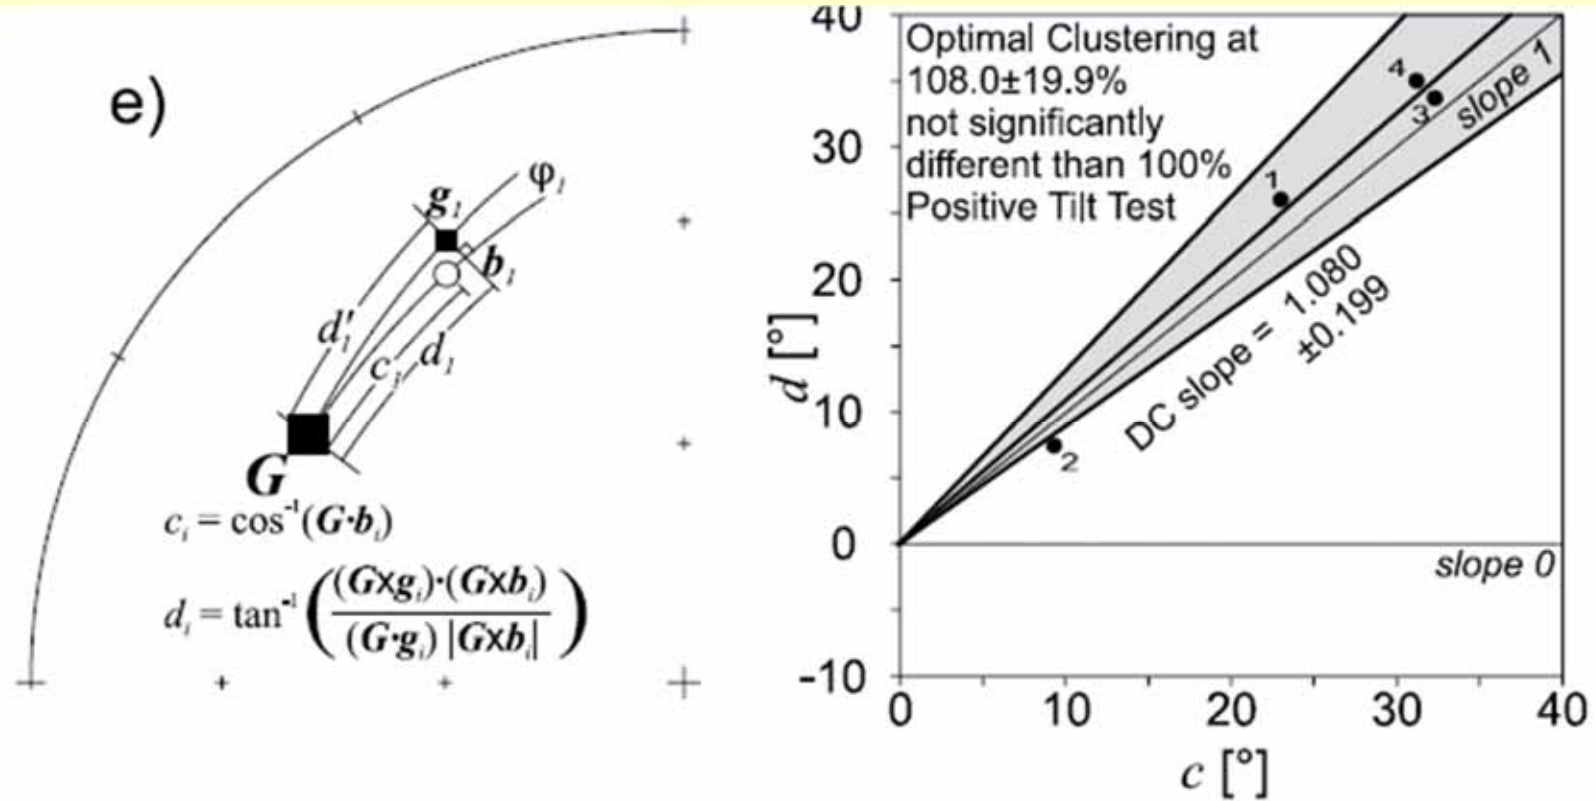 e)
φ₁
g₁
b₁
d'₁
c₁
d₁
G
cᵢ = cos⁻¹(G·bᵢ)
dᵢ = tan⁻¹((G×gᵢ)·(G×bᵢ) / (G·gᵢ) |G×bᵢ|)
40
30
20
10
0
-10
d [°]
Optimal Clustering at
108.0±19.9%
not significantly
different than 100%
Positive Tilt Test
4
3
1
2
slope 1
DC slope = 1.080
±0.199
slope 0
0
10
20
30
40
c [°]